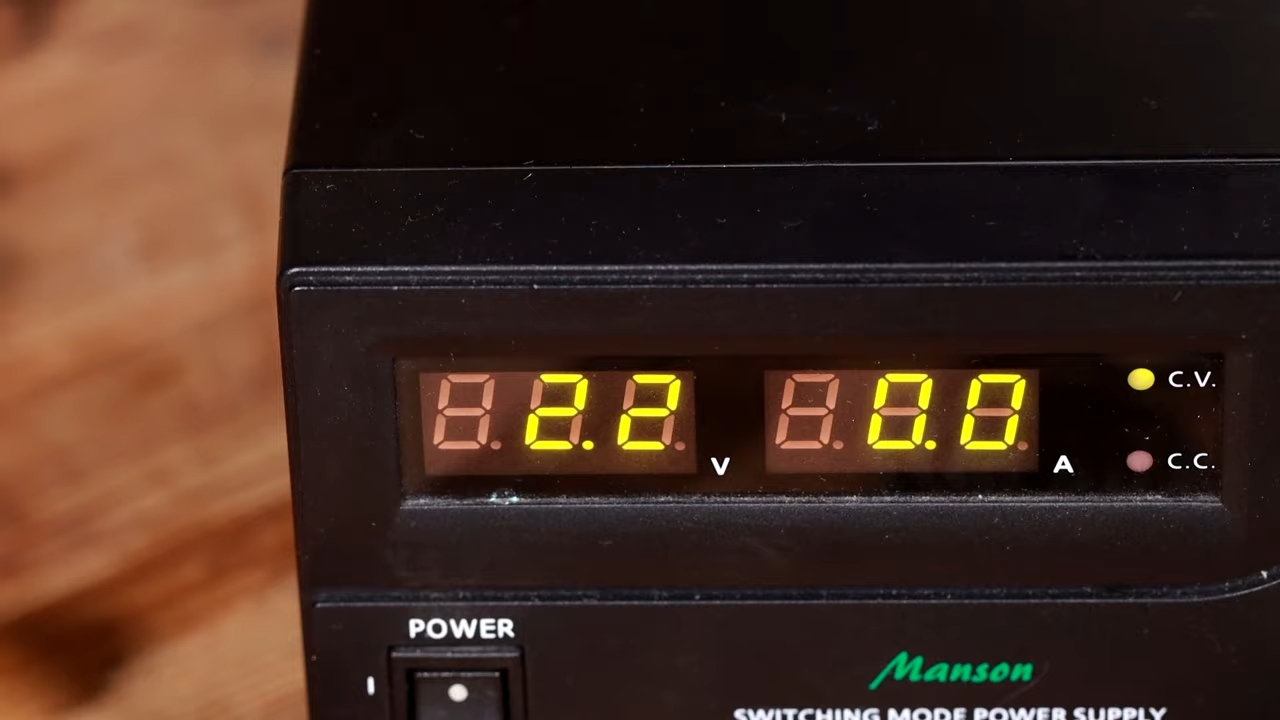 2.2 V 0.0 A C.V.
C.C.
POWER
I
Manson
SWITCHING MODE POWER SUPPLY